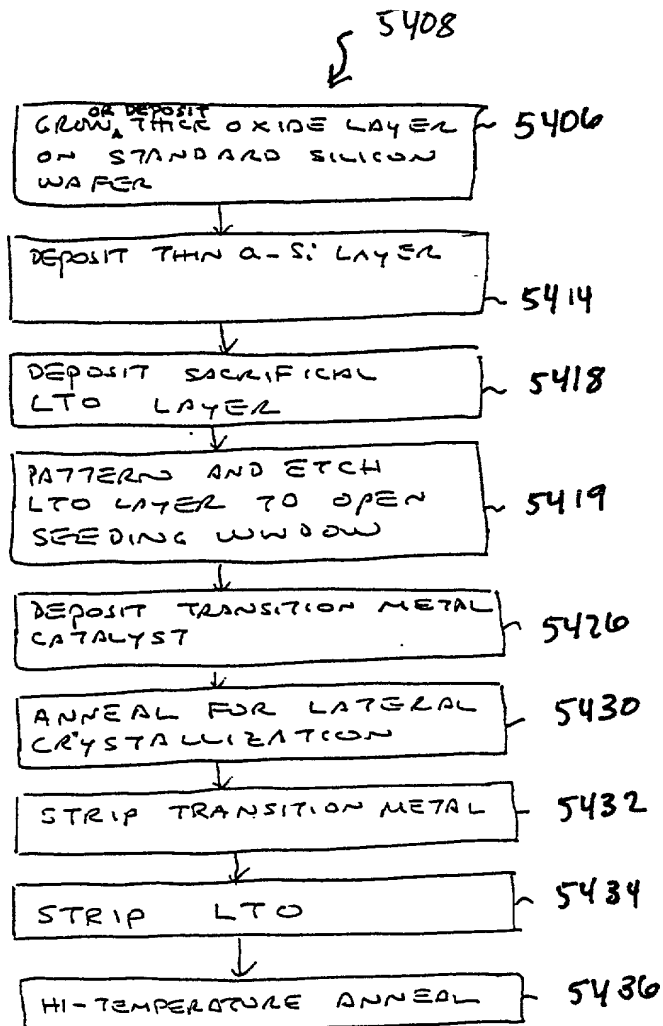 5408
OR DEPOSIT
GROW ^ THICK OXIDE LAYER
ON STANDARD SILICON
WAFER
5406
DEPOSIT THIN a-Si LAYER
5414
DEPOSIT SACRIFICIAL
LTO LAYER
5418
PATTERN AND ETCH
LTO LAYER TO OPEN
SEEDING WINDOW
5419
DEPOSIT TRANSITION METAL
CATALYST
5426
ANNEAL FOR LATERAL
CRYSTALLIZATION
5430
STRIP TRANSITION METAL
5432
STRIP LTO
5434
HI-TEMPERATURE ANNEAL
5436